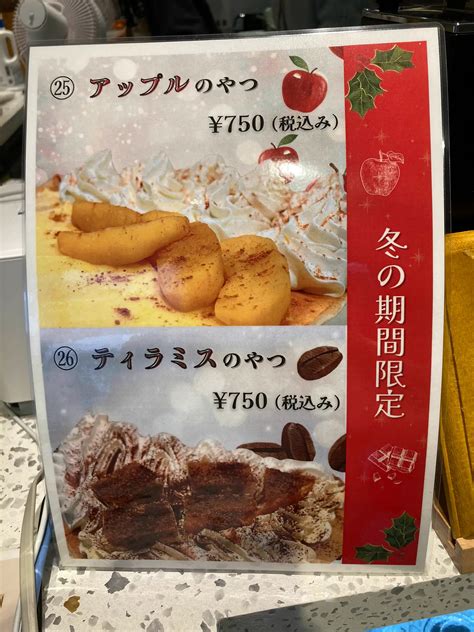 ㉕ アップルのやつ
¥750(税込み)
㉖ ティラミスのやつ
¥750(税込み)
冬の期間限定